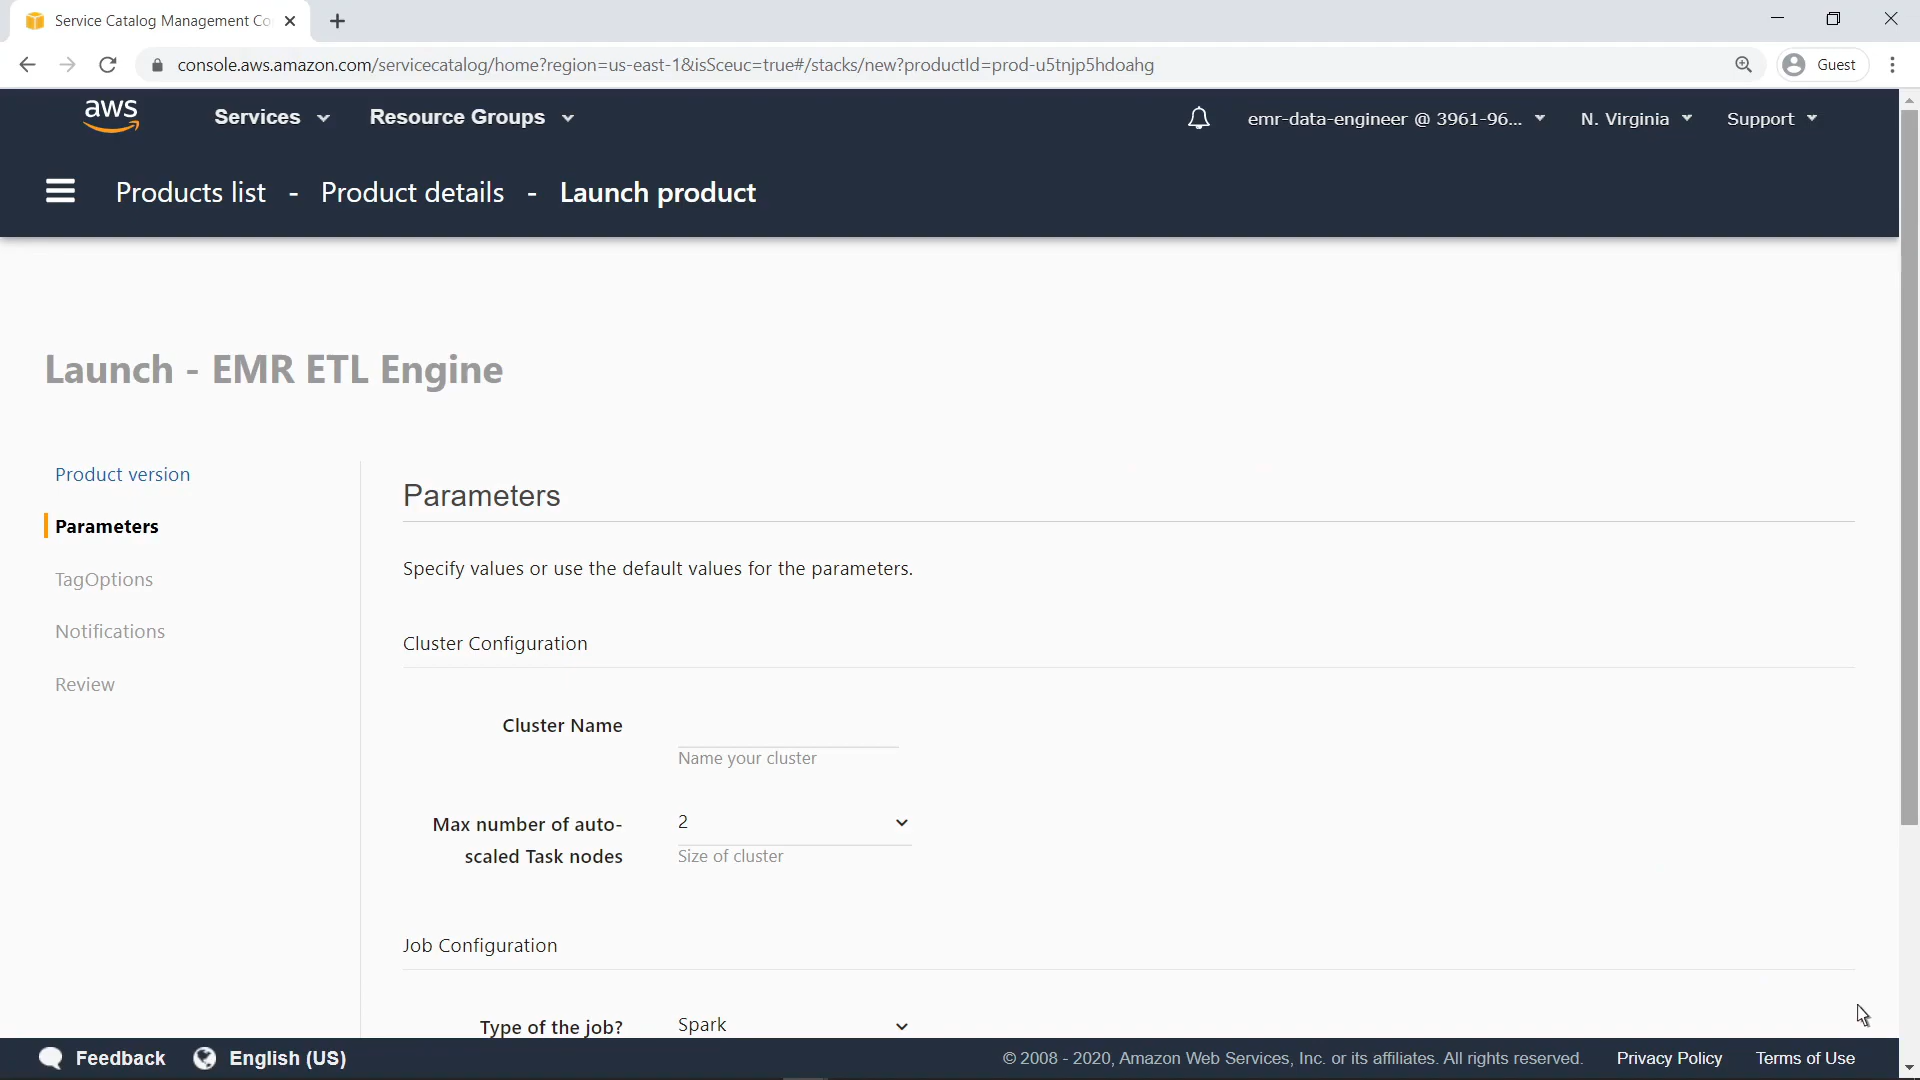 Service Catalog Management Co
console.aws.amazon.com/servicecatalog/home?region=us-east-1&isSceuc=true#/stacks/new?productId=prod-u5tnjp5hdoahg
Guest
aws
Services
Resource Groups
emr-data-engineer @ 3961-96...
N. Virginia
Support
Products list - Product details - Launch product
Launch - EMR ETL Engine
Product version
Parameters
TagOptions
Notifications
Review
Parameters
Specify values or use the default values for the parameters.
Cluster Configuration
Cluster Name
Name your cluster
Max number of auto-
scaled Task nodes
2
Size of cluster
Job Configuration
Type of the job?
Spark
Feedback
English (US)
© 2008 - 2020, Amazon Web Services, Inc. or its affiliates. All rights reserved.
Privacy Policy
Terms of Use